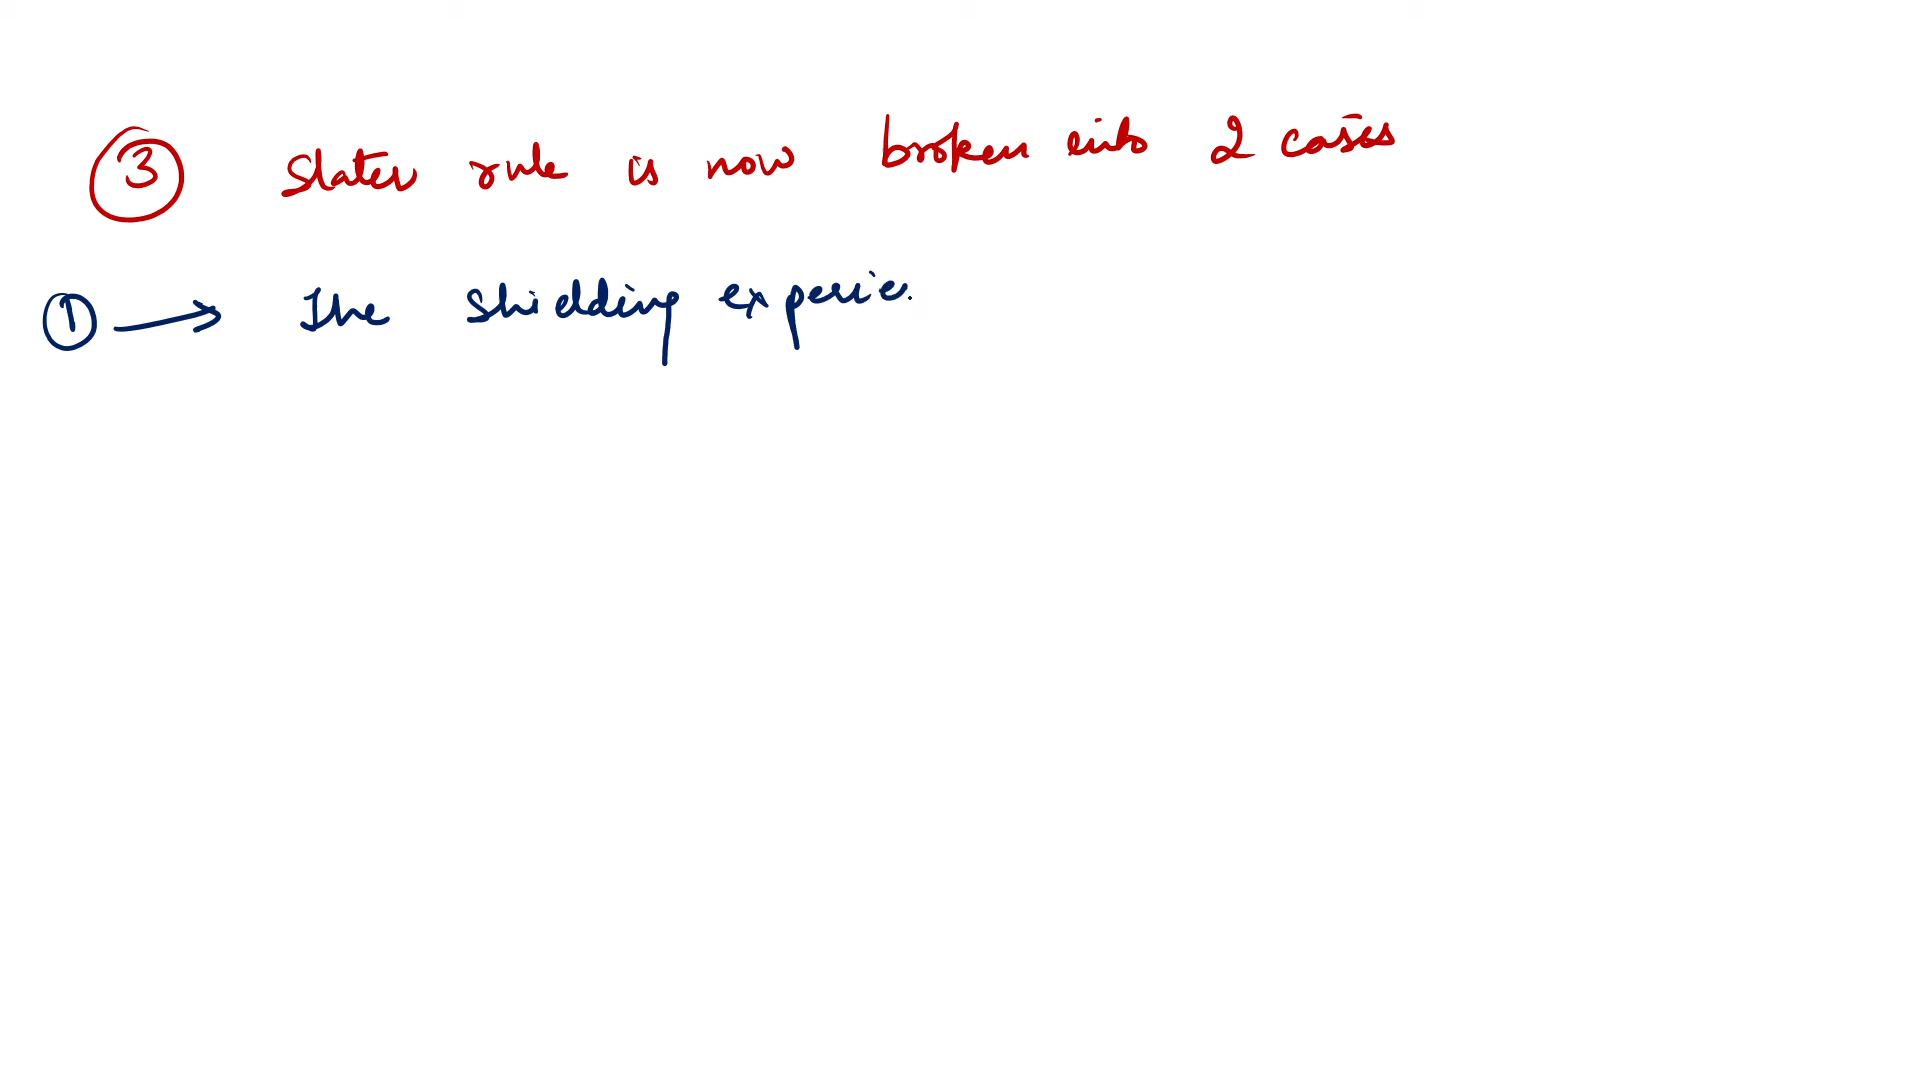 ③ Slater rule is now broken into 2 cases
① → The shielding experie.